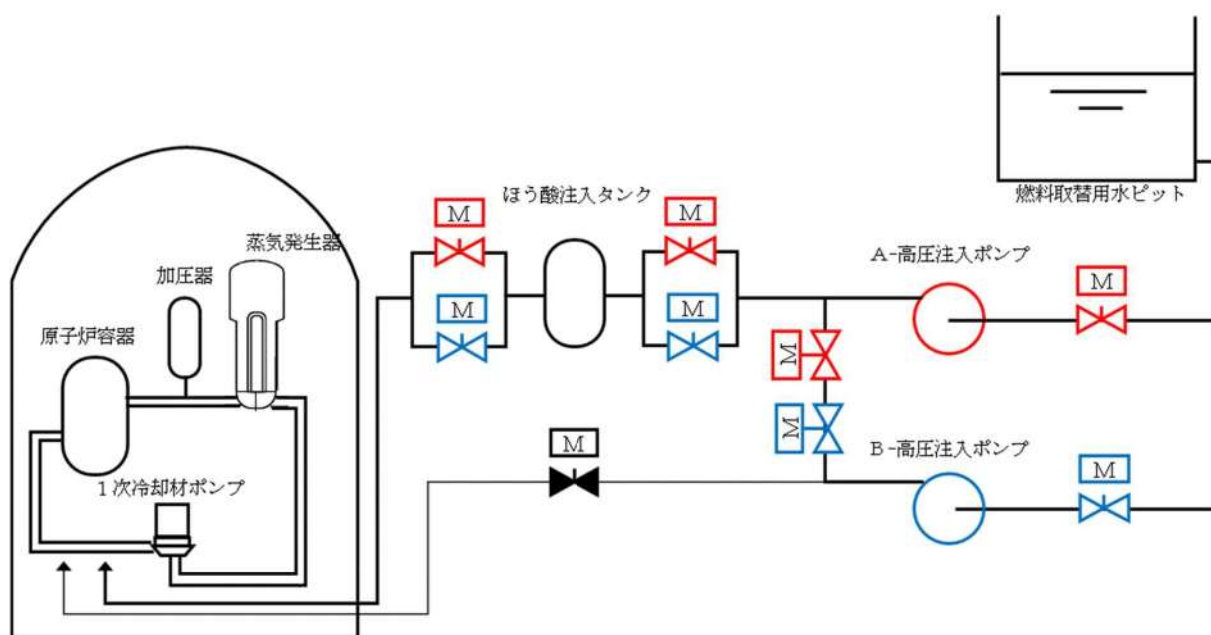 燃料取替用水ピット
ほう酸注入タンク
M
M
蒸気発生器
A-高圧注入ポンプ
M
加圧器
M
M
原子炉容器
M
M
B-高圧注入ポンプ
M
M
1次冷却材ポンプ